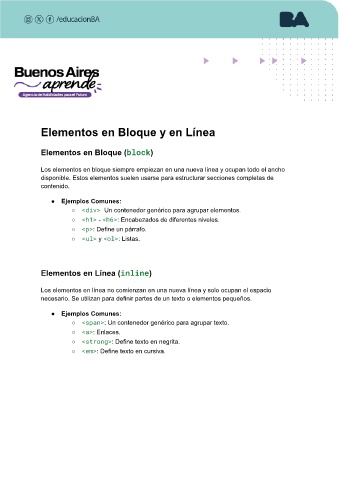 /educacionBA
BA
Buenos Aires
aprende
Agencia de Habilidades para el Futuro
Elementos en Bloque y en Línea
Elementos en Bloque (block)
Los elementos en bloque siempre empiezan en una nueva línea y ocupan todo el ancho
disponible. Estos elementos suelen usarse para estructurar secciones completas de
contenido.
● Ejemplos Comunes:
○ <div> Un contenedor genérico para agrupar elementos.
○ <h1> - <h6>: Encabezados de diferentes niveles.
○ <p>: Define un párrafo.
○ <ul> y <ol>: Listas.
Elementos en Línea (inline)
Los elementos en línea no comienzan en una nueva línea y solo ocupan el espacio
necesario. Se utilizan para definir partes de un texto o elementos pequeños.
● Ejemplos Comunes:
○ <span>: Un contenedor genérico para agrupar texto.
○ <a>: Enlaces.
○ <strong>: Define texto en negrita.
○ <em>: Define texto en cursiva.